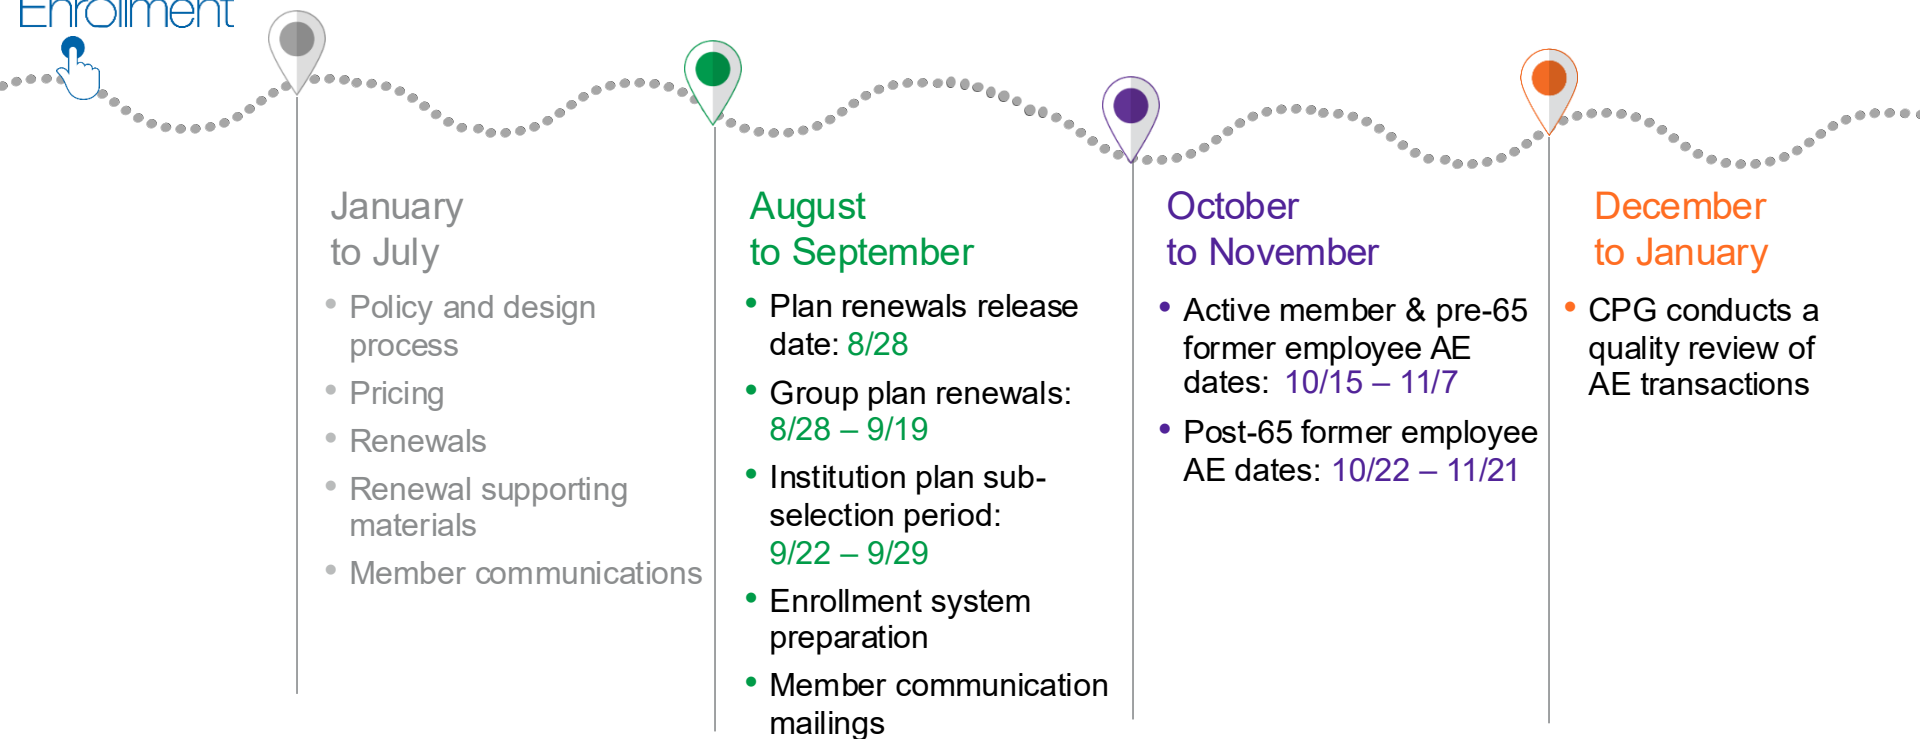 Enrollment
January
to July
• Policy and design
process
• Pricing
• Renewals
• Renewal supporting
materials
• Member communications
August
to September
• Plan renewals release
date: 8/28
• Group plan renewals:
8/28 – 9/19
• Institution plan sub-
selection period:
9/22 – 9/29
• Enrollment system
preparation
• Member communication
mailings
October
to November
• Active member & pre-65
former employee AE
dates: 10/15 – 11/7
• Post-65 former employee
AE dates: 10/22 – 11/21
December
to January
• CPG conducts a
quality review of
AE transactions